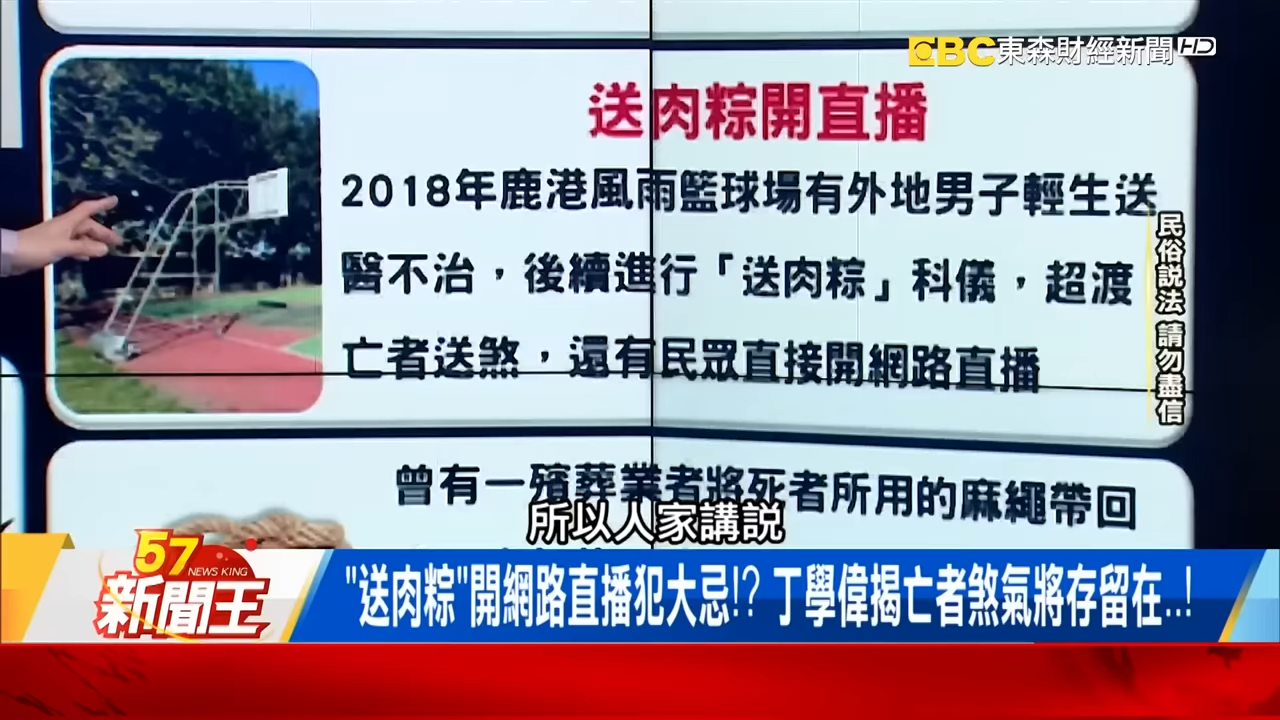 EBC東森財經新聞HD
送肉粽開直播
2018年鹿港風雨籃球場有外地男子輕生送
醫不治，後續進行「送肉粽」科儀，超渡
亡者送煞，還有民眾直接開網路直播
民俗說法 請勿盡信
曾有一殯葬業者將死者所用的麻繩帶回
所以人家講說
57
NEWS KING
新聞王
"送肉粽"開網路直播犯大忌!? 丁學偉揭亡者煞氣將存留在..!